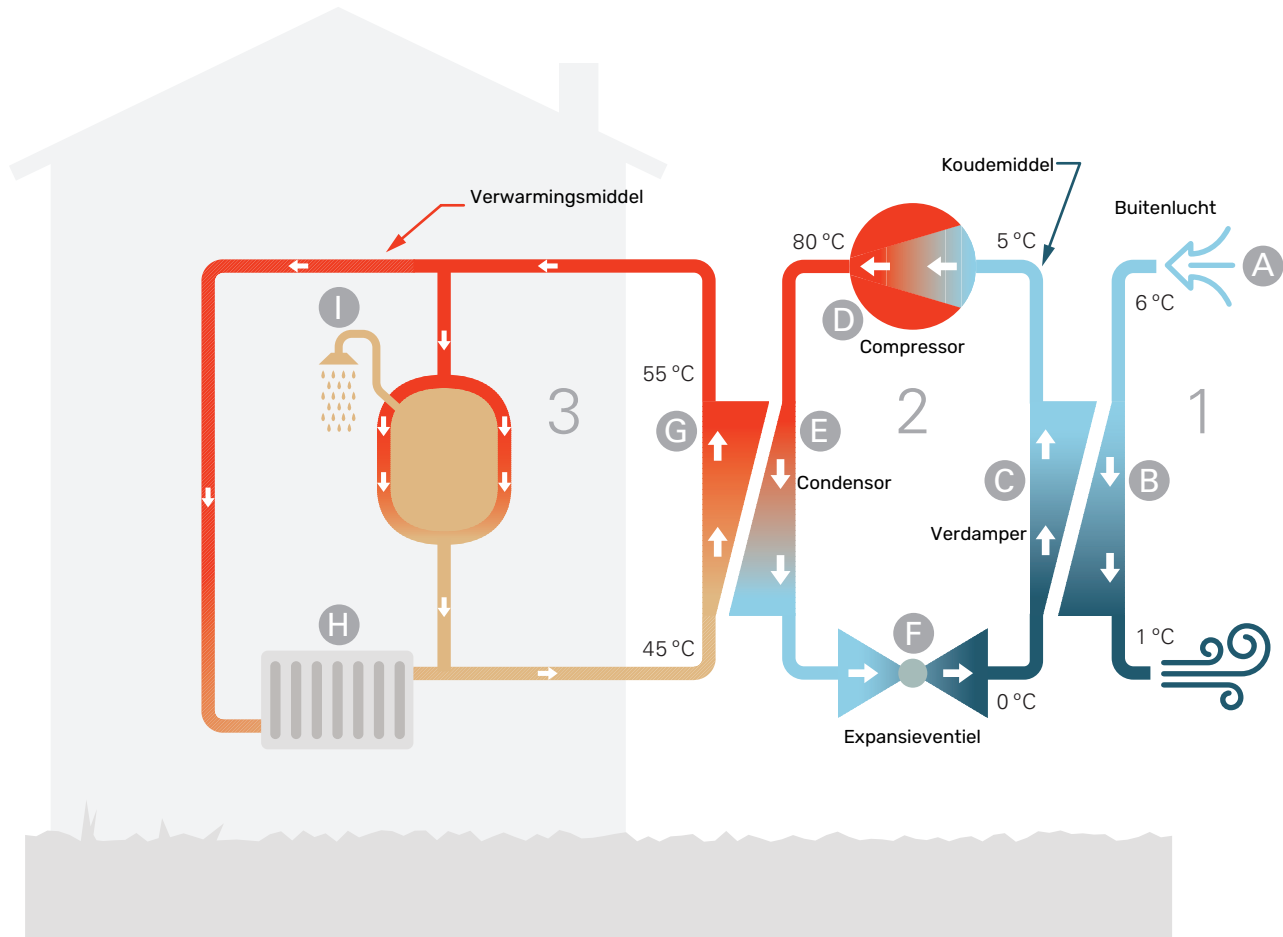 Koudemiddel
Verwarmingsmiddel
Buitenlucht
80 °C
5 °C
A
I
6 °C
D
Compressor
55 °C
3
2
1
G
E
Condensor
C
B
Verdamper
H
F
45 °C
1 °C
0 °C
Expansieventiel